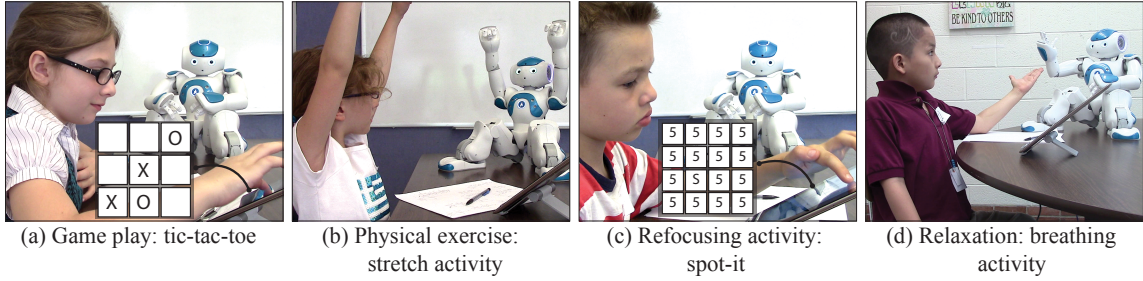 O
X
X O
5 5 5 5
5 5 5 5
5 5 5 5
5 5 5 5
BE KIND TO OTHERS
(a) Game play: tic-tac-toe
(b) Physical exercise:
stretch activity
(c) Refocusing activity:
spot-it
(d) Relaxation: breathing
activity